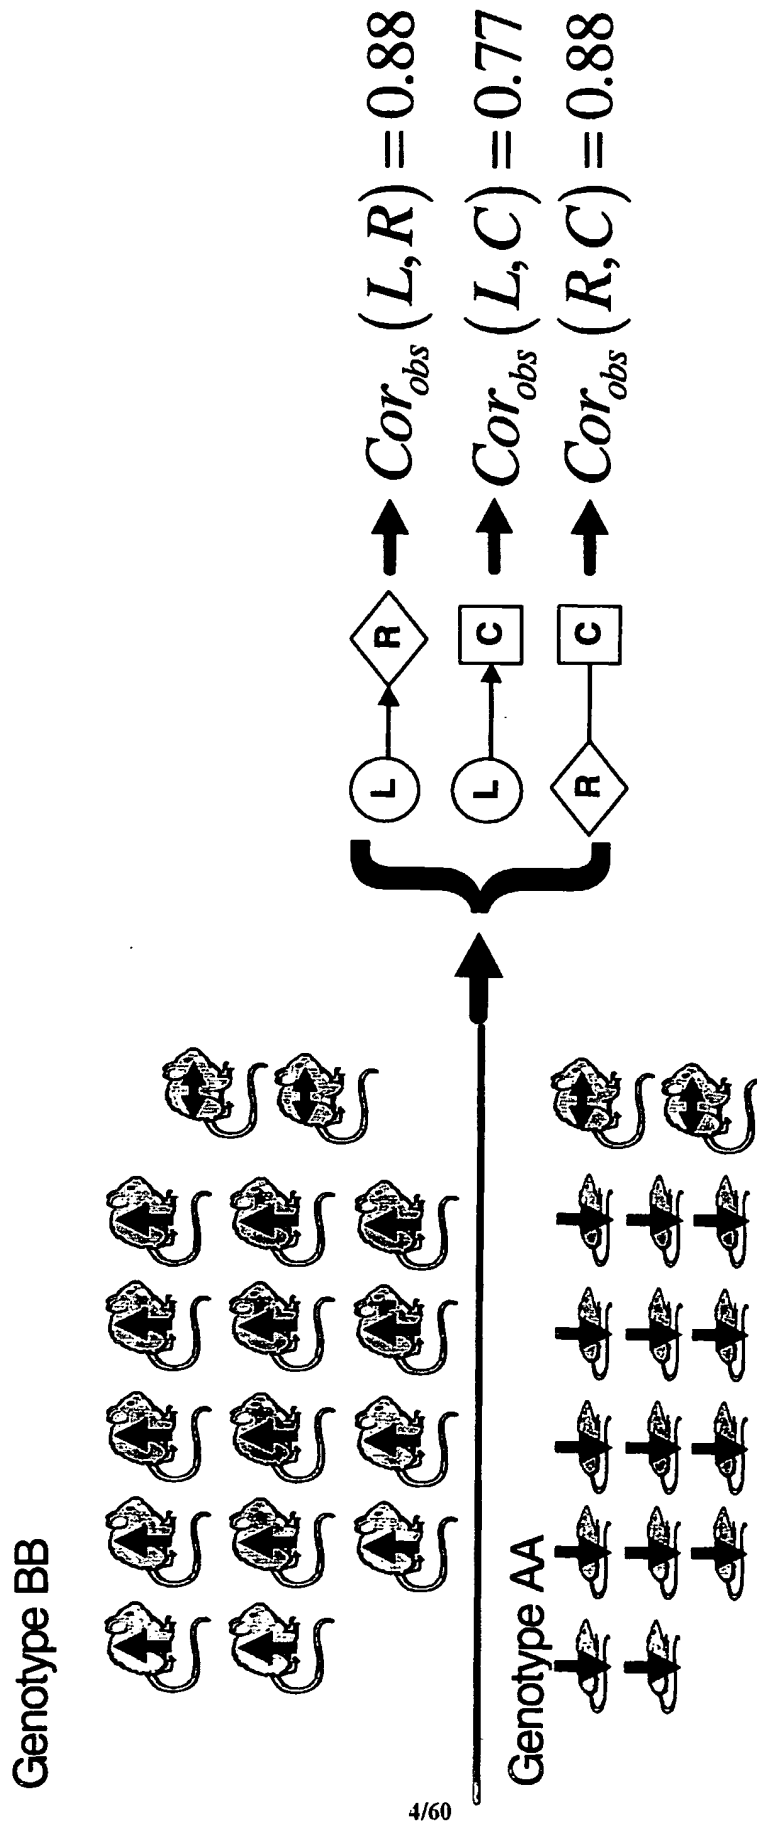 Genotype BB
Genotype AA
L R Cor_obs (L, R) = 0.88
L C Cor_obs (L, C) = 0.77
R C Cor_obs (R, C) = 0.88
4/60